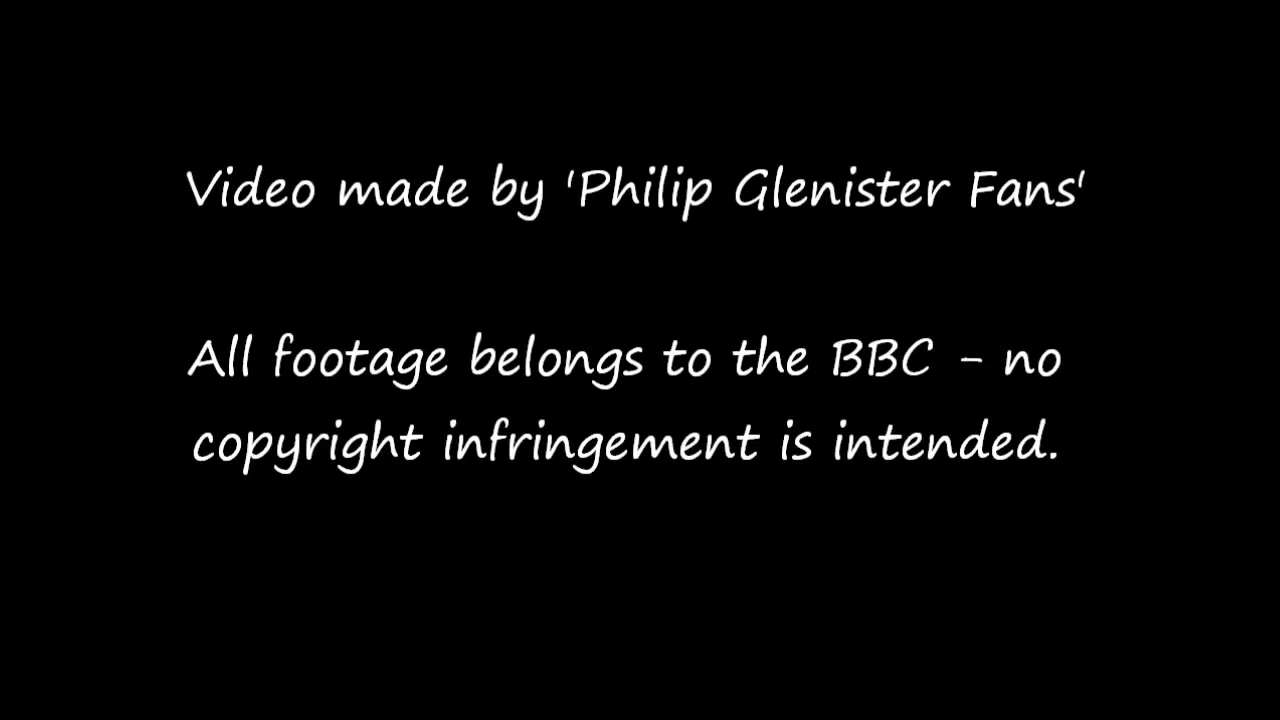 Video made by 'Philip Glenister Fans'
All footage belongs to the BBC - no
copyright infringement is intended.